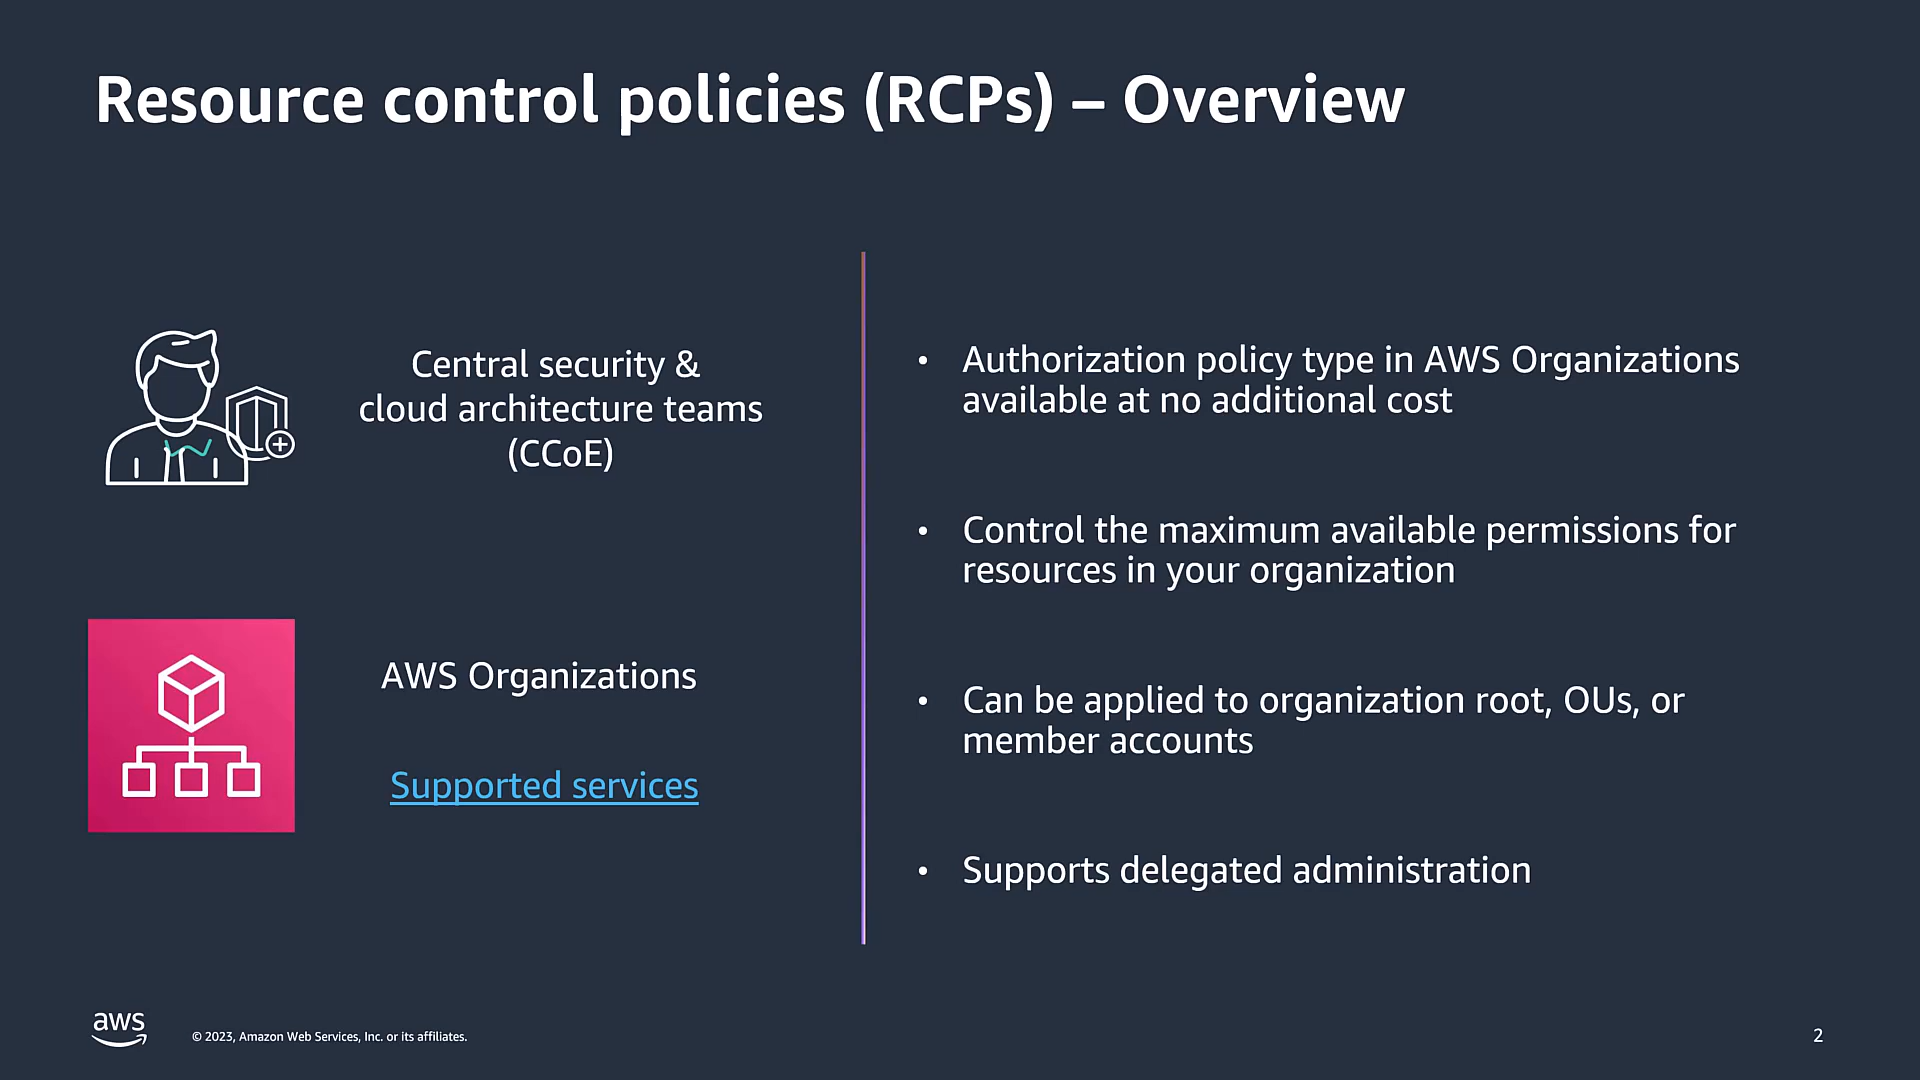 Resource control policies (RCPs) – Overview
Central security &
cloud architecture teams
(CCoE)
AWS Organizations
Supported services
• Authorization policy type in AWS Organizations
available at no additional cost
• Control the maximum available permissions for
resources in your organization
• Can be applied to organization root, OUs, or
member accounts
• Supports delegated administration
aws
© 2023, Amazon Web Services, Inc. or its affiliates.
2